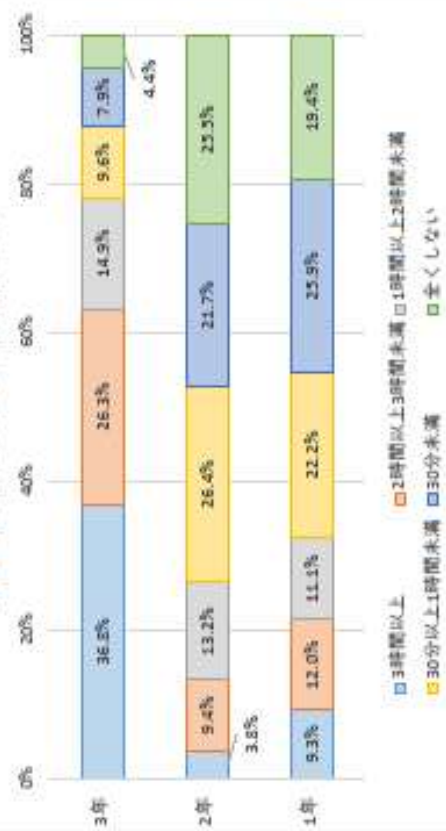 0% 20% 40% 60% 80% 100%
3年 36.8% 26.3% 14.9% 9.6% 7.9% 4.4%
2年 3.8% 9.4% 13.2% 26.4% 21.7% 25.5%
1年 9.3% 12.0% 11.1% 22.2% 25.9% 19.4%
3時間以上 2時間以上3時間未満 1時間以上2時間未満
30分以上1時間未満 30分未満 全くしない